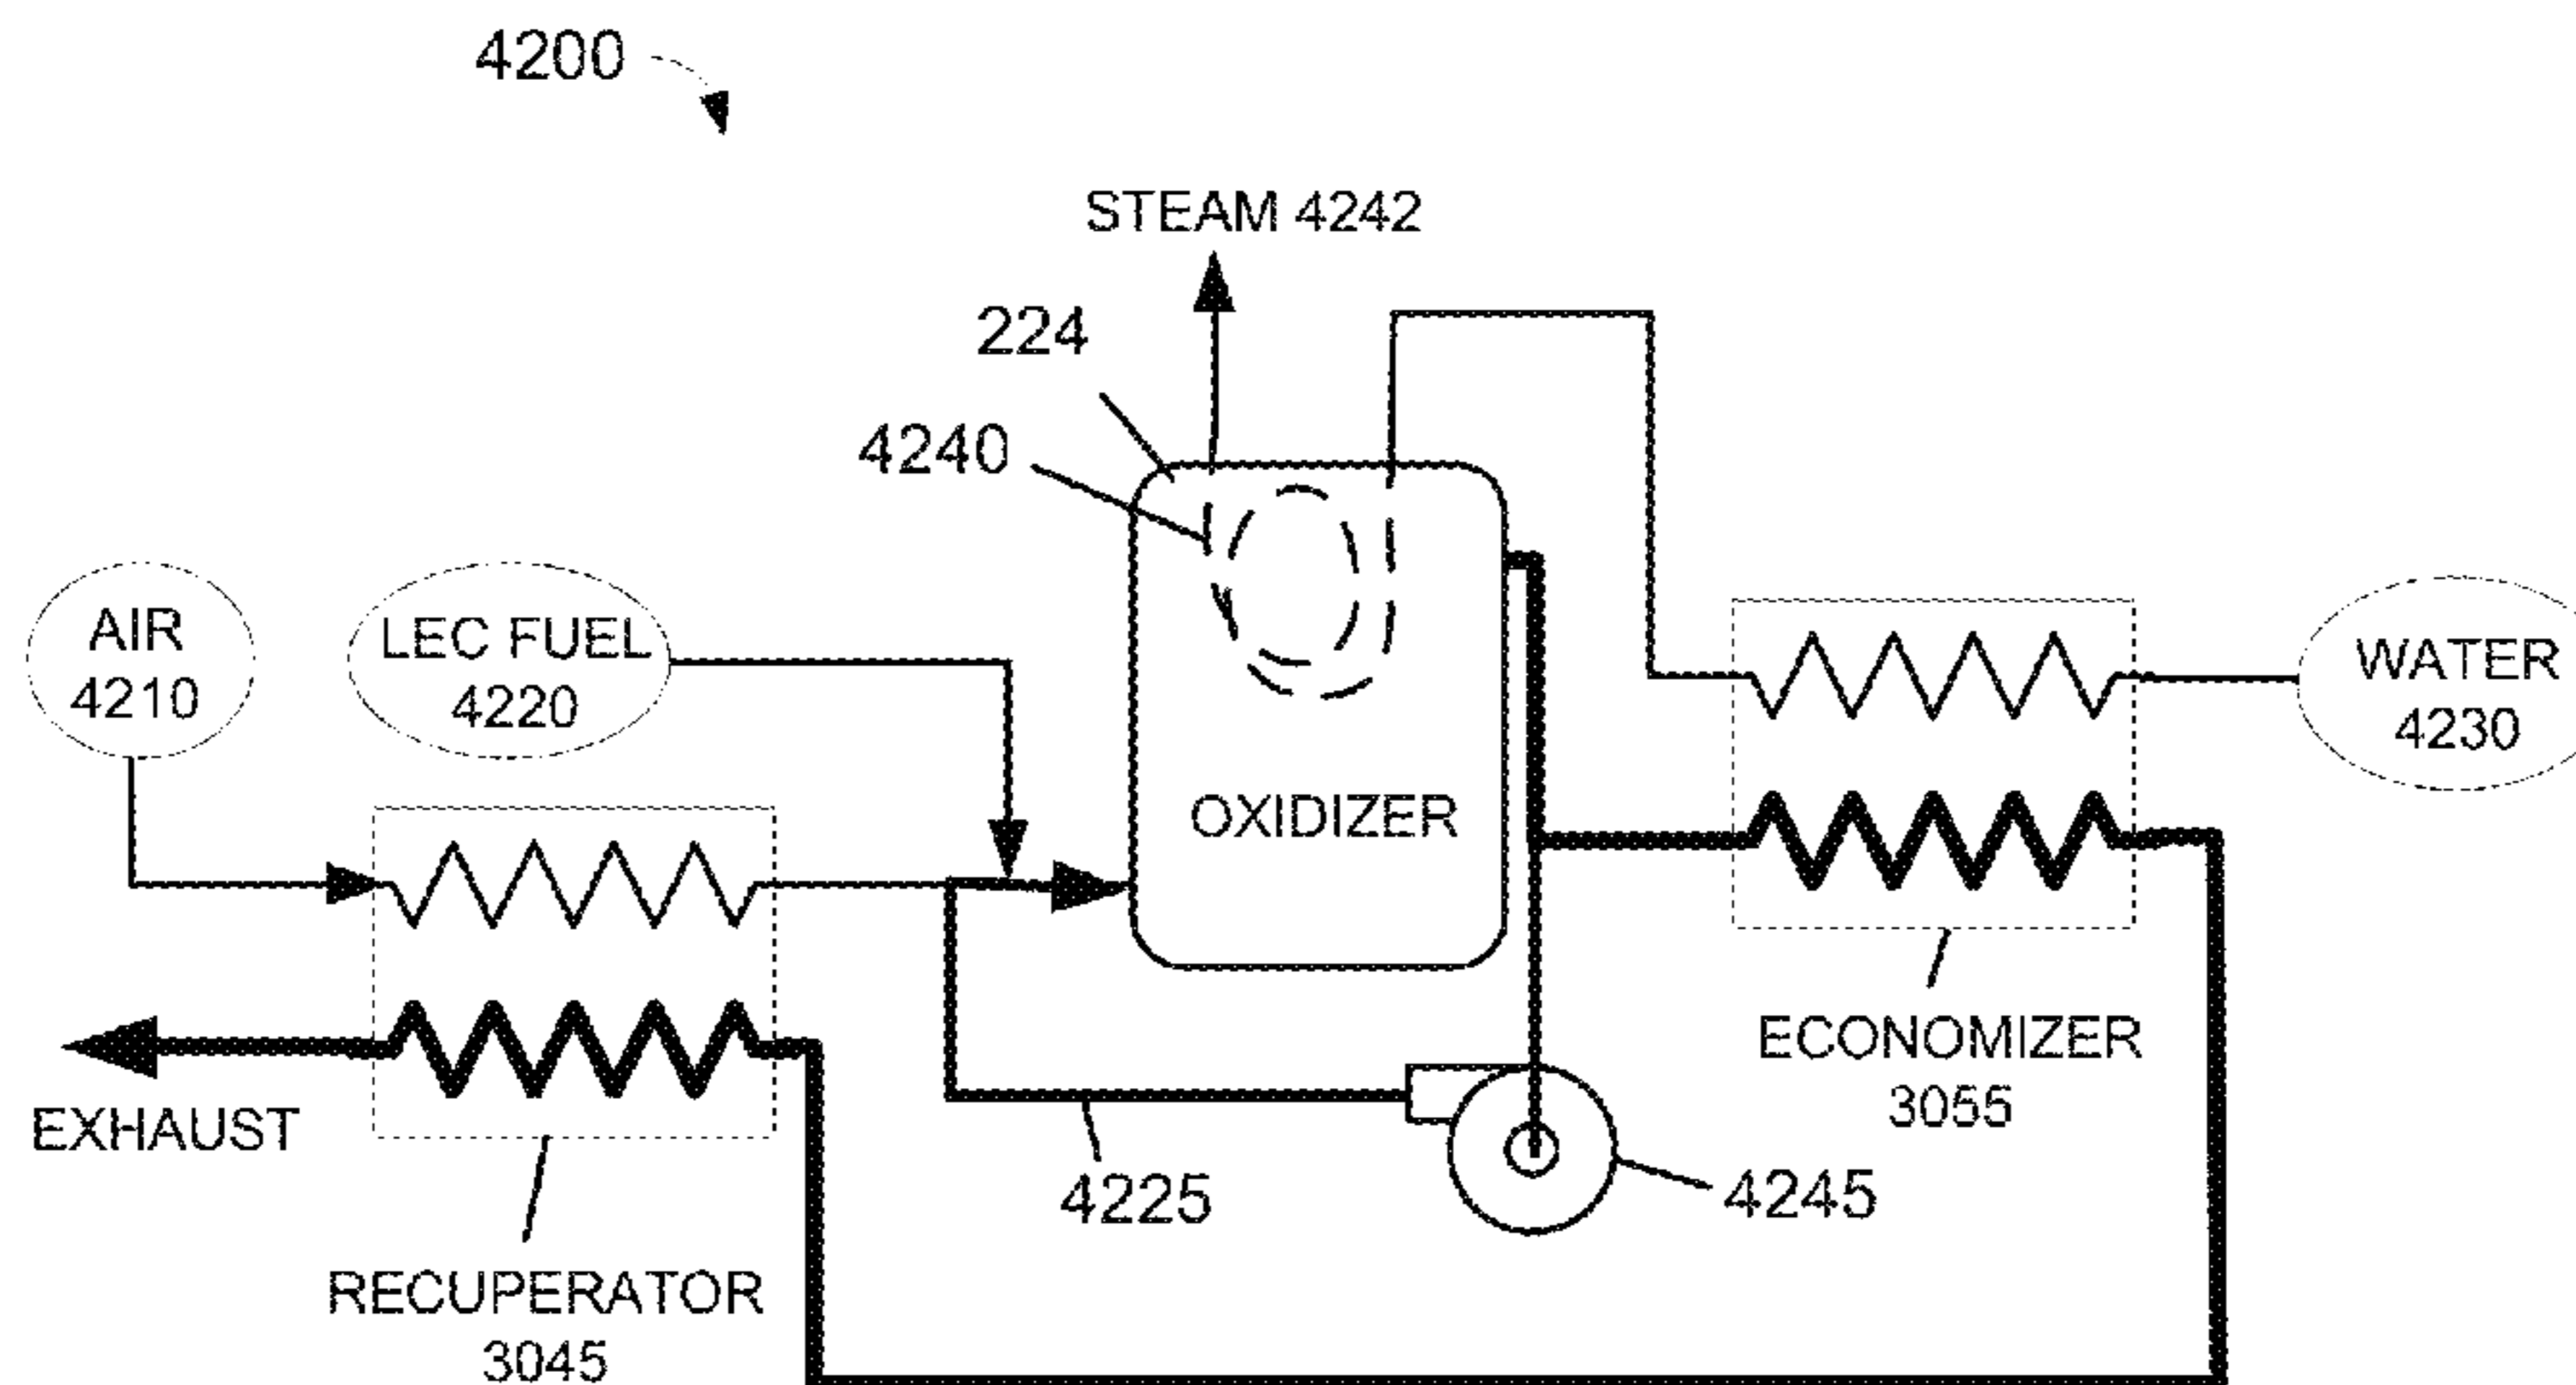 4200
STEAM 4242
224
4240
AIR
4210
LEC FUEL
4220
WATER
4230
OXIDIZER
EXHAUST
ECONOMIZER
3055
4225
4245
RECUPERATOR
3045